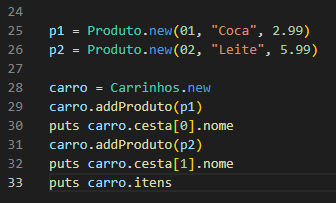 24
25 p1 = Produto.new(01, "Coca", 2.99)
26 p2 = Produto.new(02, "Leite", 5.99)
27
28 carro = Carrinhos.new
29 carro.addProduto(p1)
30 puts carro.cesta[0].nome
31 carro.addProduto(p2)
32 puts carro.cesta[1].nome
33 puts carro.itens